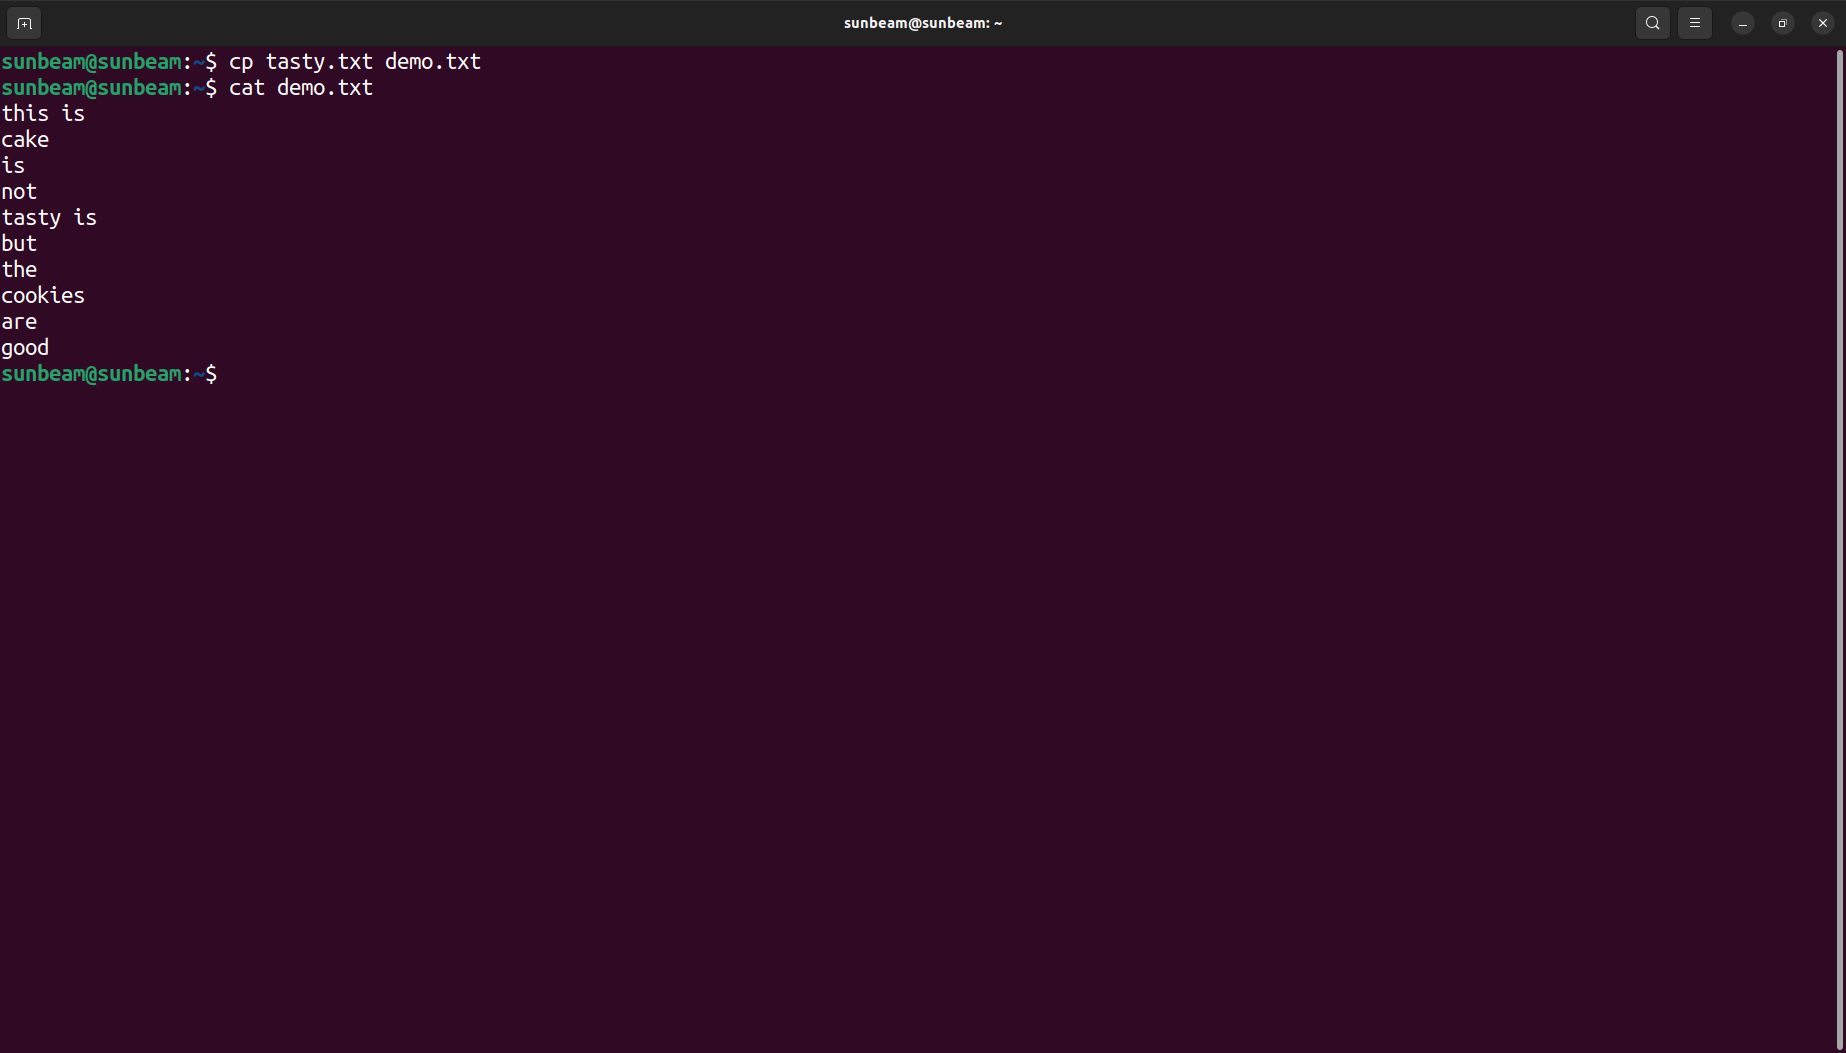 sunbeam@sunbeam: ~
sunbeam@sunbeam:~$ cp tasty.txt demo.txt
sunbeam@sunbeam:~$ cat demo.txt
this is
cake
is
not
tasty is
but
the
cookies
are
good
sunbeam@sunbeam:~$